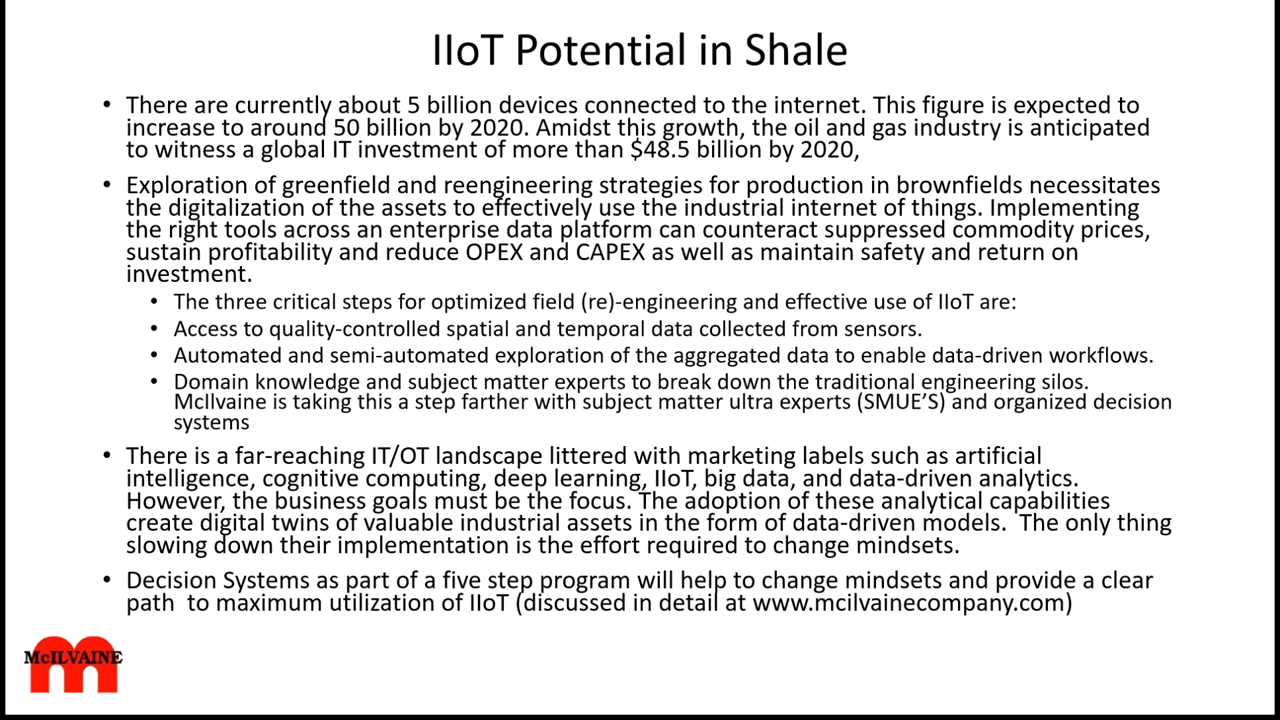 IIoT Potential in Shale
• There are currently about 5 billion devices connected to the internet. This figure is expected to
increase to around 50 billion by 2020. Amidst this growth, the oil and gas industry is anticipated
to witness a global IT investment of more than $48.5 billion by 2020,
• Exploration of greenfield and reengineering strategies for production in brownfields necessitates
the digitalization of the assets to effectively use the industrial internet of things. Implementing
the right tools across an enterprise data platform can counteract suppressed commodity prices,
sustain profitability and reduce OPEX and CAPEX as well as maintain safety and return on
investment.
• The three critical steps for optimized field (re)-engineering and effective use of IIoT are:
• Access to quality-controlled spatial and temporal data collected from sensors.
• Automated and semi-automated exploration of the aggregated data to enable data-driven workflows.
• Domain knowledge and subject matter experts to break down the traditional engineering silos.
McIlvaine is taking this a step farther with subject matter ultra experts (SMUE’S) and organized decision
systems
• There is a far-reaching IT/OT landscape littered with marketing labels such as artificial
intelligence, cognitive computing, deep learning, IIoT, big data, and data-driven analytics.
However, the business goals must be the focus. The adoption of these analytical capabilities
create digital twins of valuable industrial assets in the form of data-driven models.  The only thing
slowing down their implementation is the effort required to change mindsets.
• Decision Systems as part of a five step program will help to change mindsets and provide a clear
path  to maximum utilization of IIoT (discussed in detail at www.mcilvainecompany.com)
McILVAINE